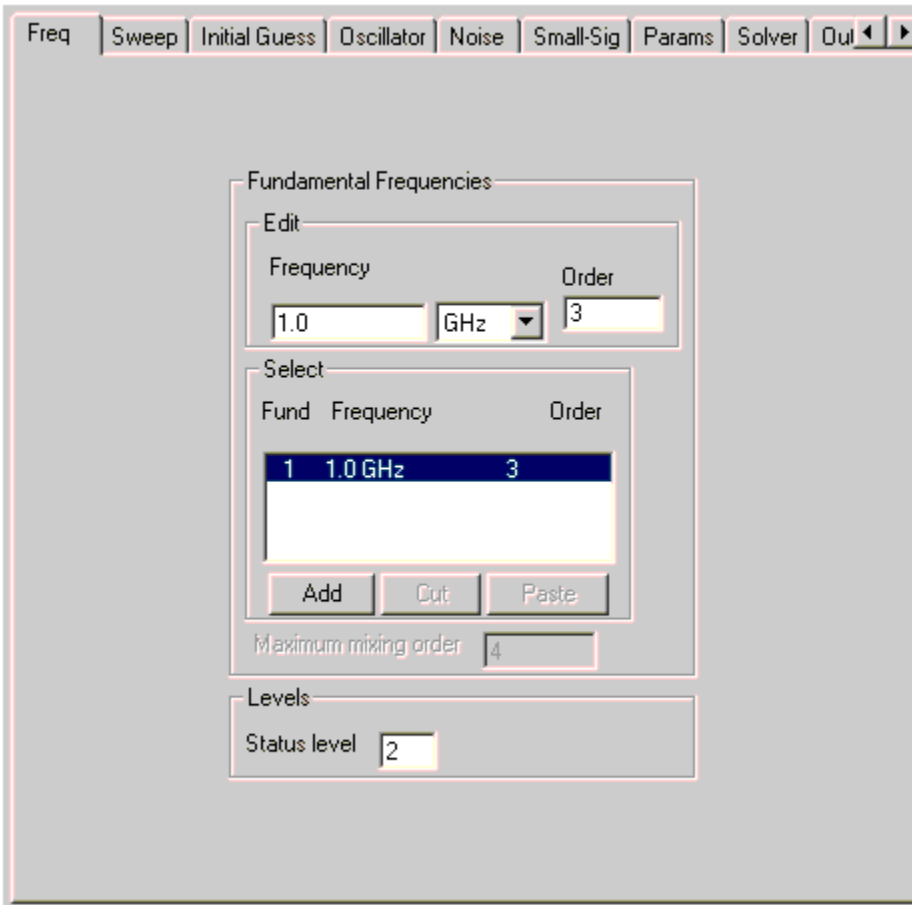 Freq Sweep Initial Guess Oscillator Noise Small-Sig Params Solver
Fundamental Frequencies
Edit
Frequency Order
1.0 GHz 3
Select
Fund Frequency Order
1 1.0 GHz 3
Add Cut Paste
Maximum mixing order 4
Levels
Status level 2